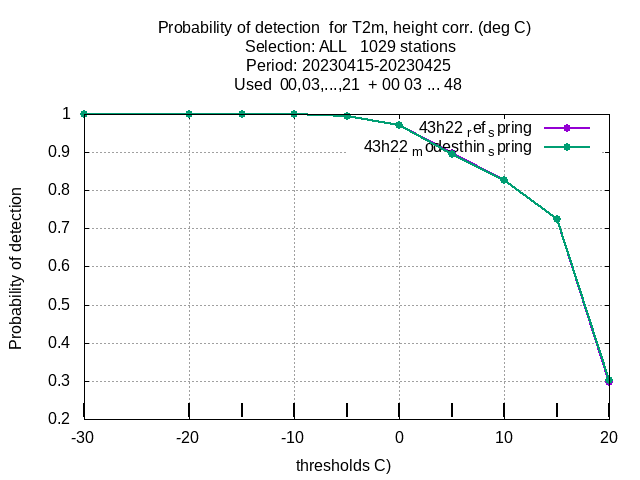 Probability of detection  for T2m, height corr. (deg C)
Selection: ALL   1029 stations
Period: 20230415-20230425
Used  00,03,...,21  + 00 03 ... 48
43h22 ref spring
43h22 modesthin spring
1
0.9
0.8
0.7
0.6
0.5
0.4
0.3
0.2
Probability of detection
-30
-20
-10
0
10
20
thresholds C)